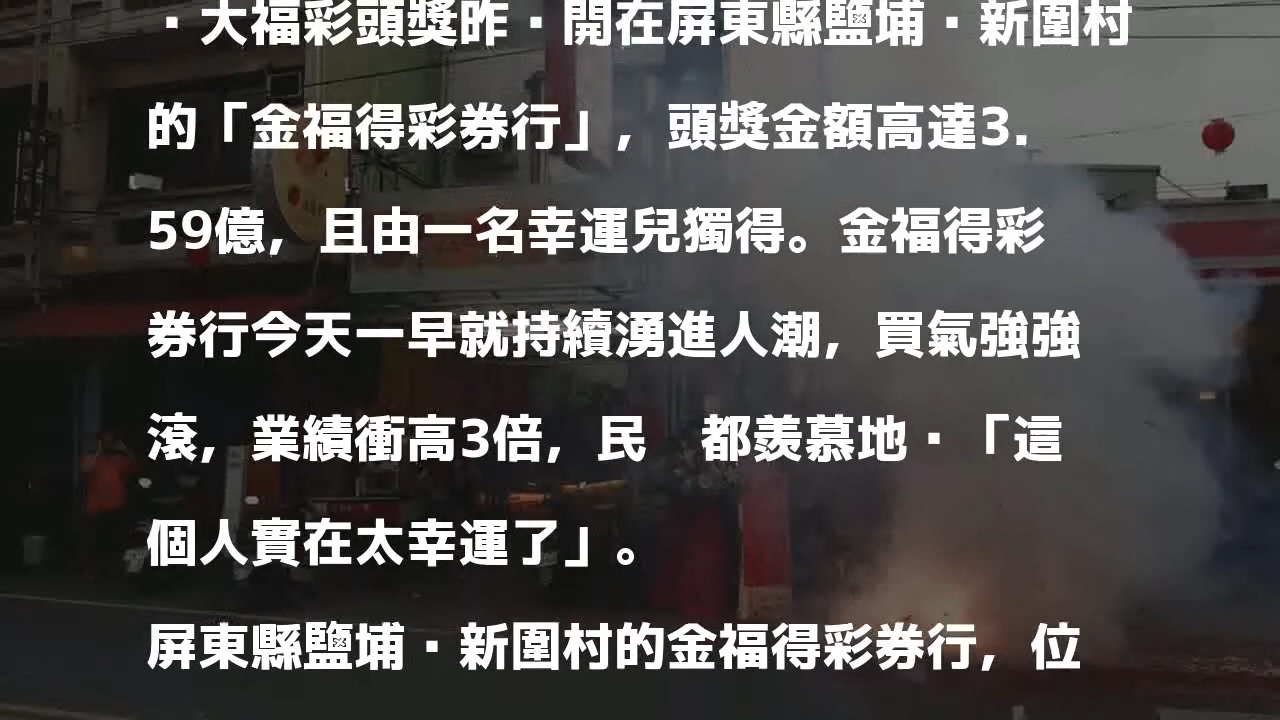 ▪大福彩頭獎昨▪開在屏東縣鹽埔▪新圍村
的「金福得彩券行」，頭獎金額高達3.
59億，且由一名幸運兒獨得。金福得彩
券行今天一早就持續湧進人潮，買氣強強
滾，業績衝高3倍，民　都羨慕地▪「這
個人實在太幸運了」。
屏東縣鹽埔▪新圍村的金福得彩券行，位